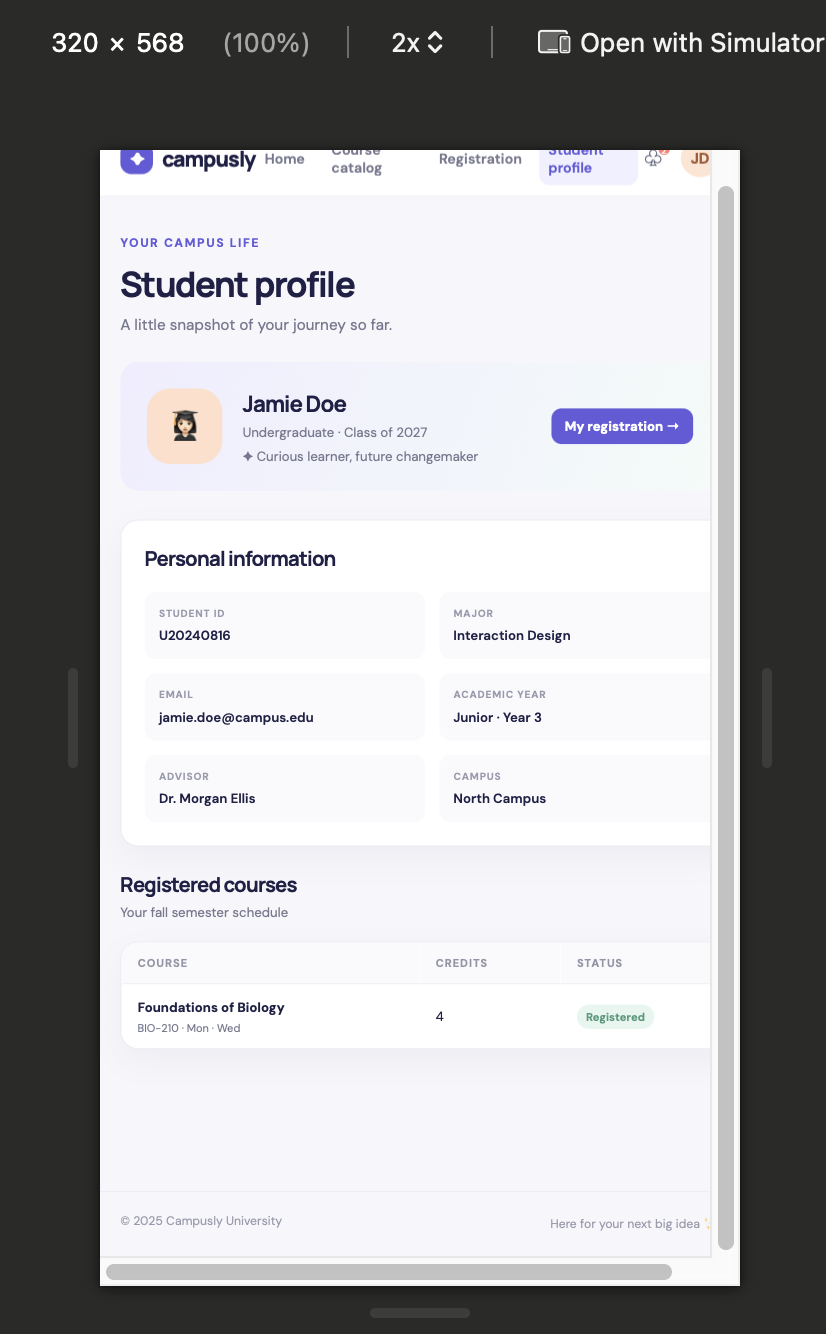 320 × 568 (100%) 2x Open with Simulator
campusly Home Course catalog Registration Student profile JD
YOUR CAMPUS LIFE
Student profile
A little snapshot of your journey so far.
Jamie Doe
Undergraduate · Class of 2027
✦ Curious learner, future changemaker
My registration →
Personal information
STUDENT ID
U20240816
MAJOR
Interaction Design
EMAIL
jamie.doe@campus.edu
ACADEMIC YEAR
Junior · Year 3
ADVISOR
Dr. Morgan Ellis
CAMPUS
North Campus
Registered courses
Your fall semester schedule
COURSE CREDITS STATUS
Foundations of Biology
BIO-210 · Mon · Wed
4
Registered
© 2025 Campusly University
Here for your next big idea